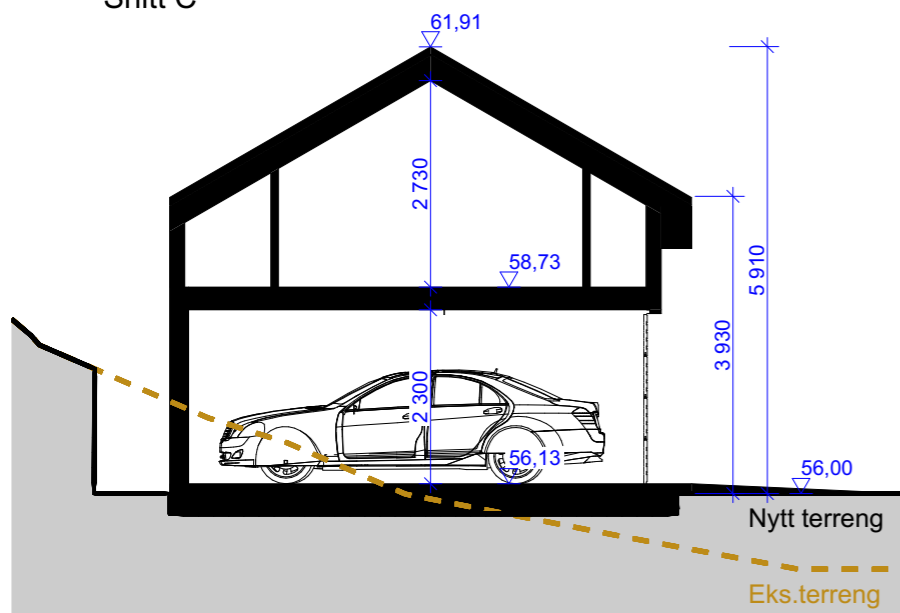 Snitt C
61,91
2 730
58,73
5 910
3 930
2 300
56,13
56,00
Nytt terreng
Eks.terreng